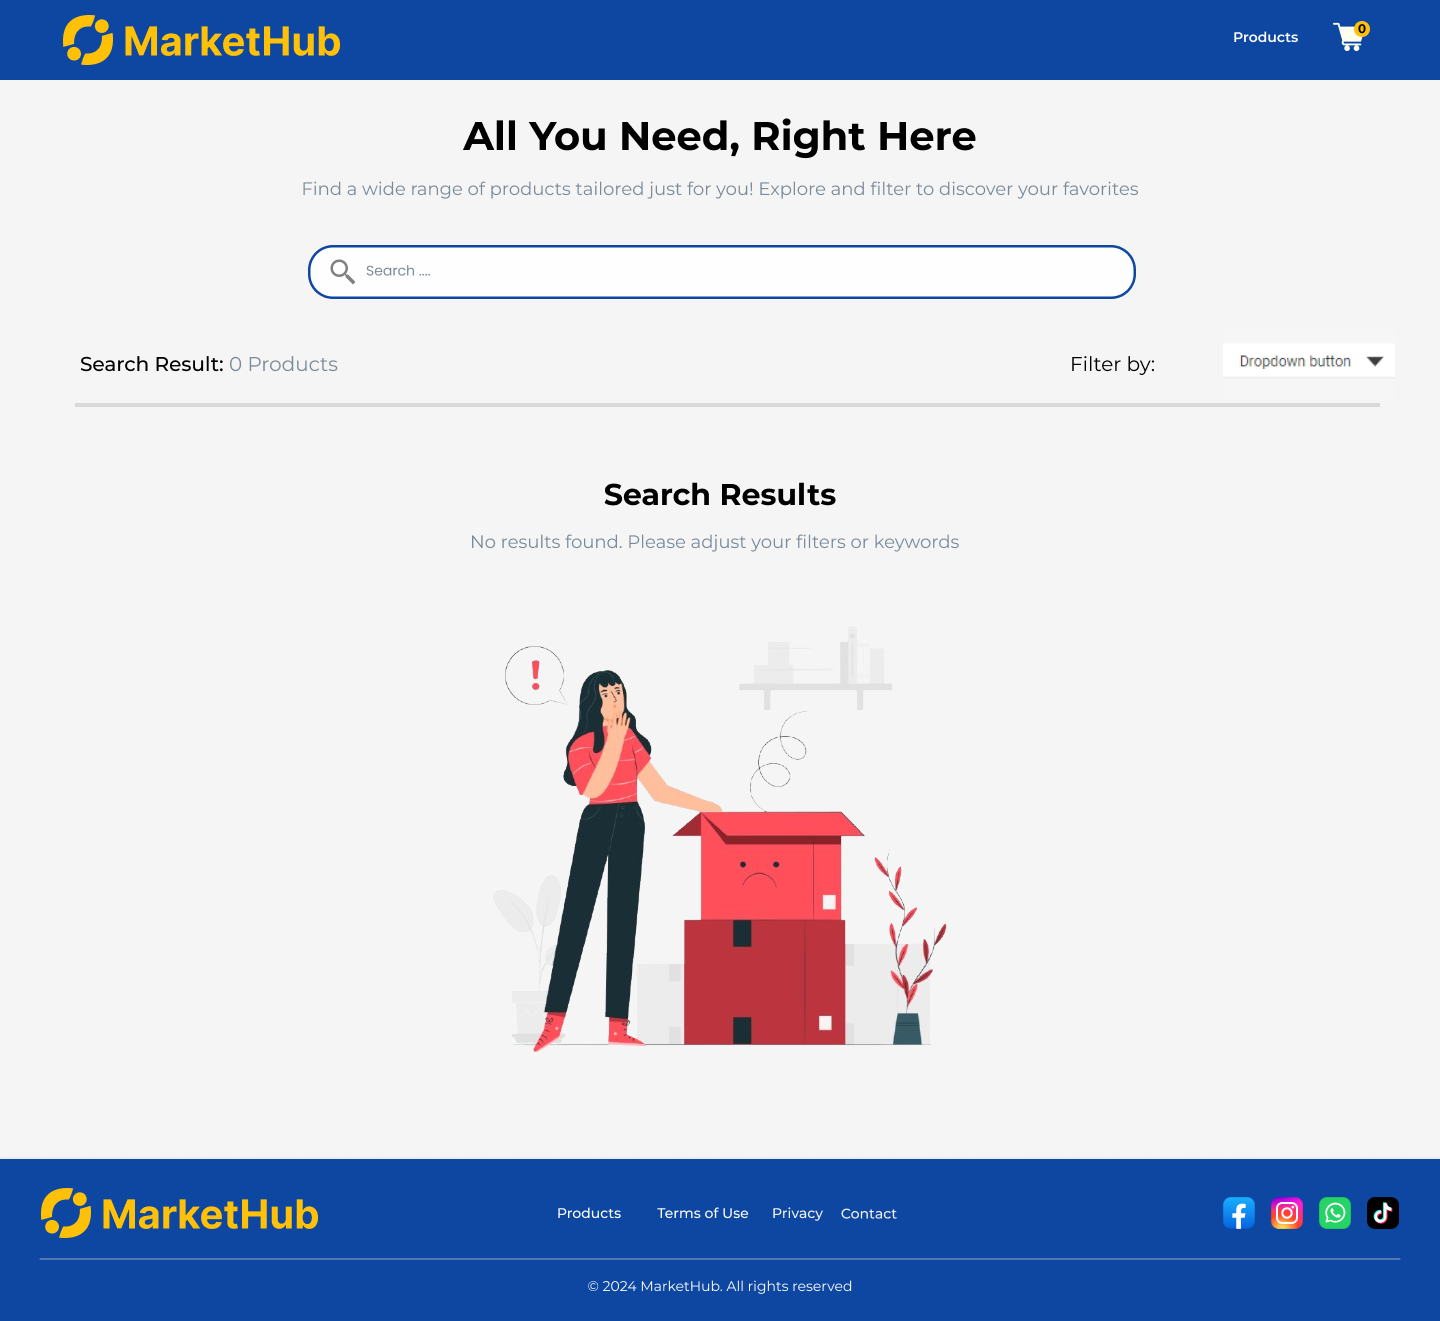 MarketHub
Products
0
All You Need, Right Here
Find a wide range of products tailored just for you! Explore and filter to discover your favorites
Search ....
Search Result: 0 Products
Filter by:
Dropdown button
Search Results
No results found. Please adjust your filters or keywords
!
MarketHub
Products
Terms of Use
Privacy
Contact
© 2024 MarketHub. All rights reserved